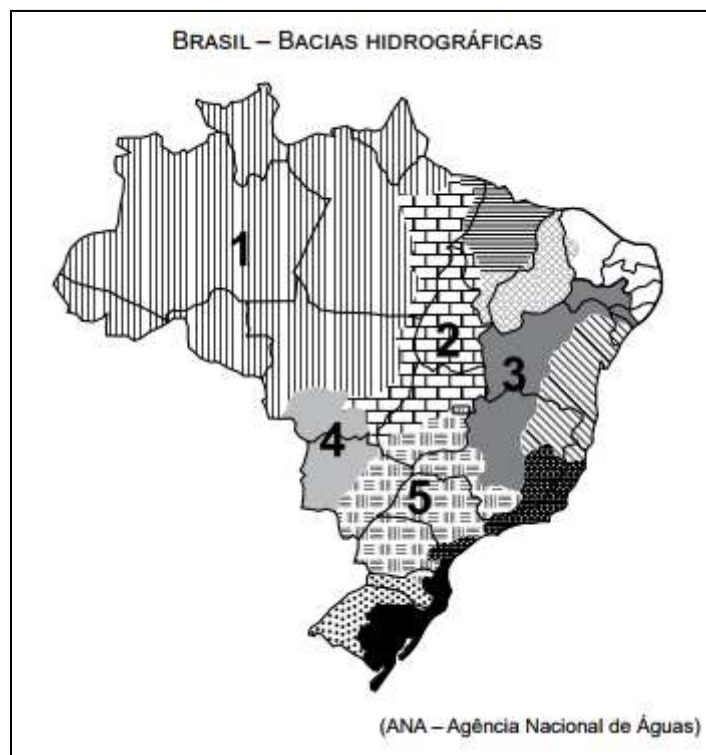 BRASIL – BACIAS HIDROGRÁFICAS
1
2
3
4
5
(ANA – Agência Nacional de Águas)